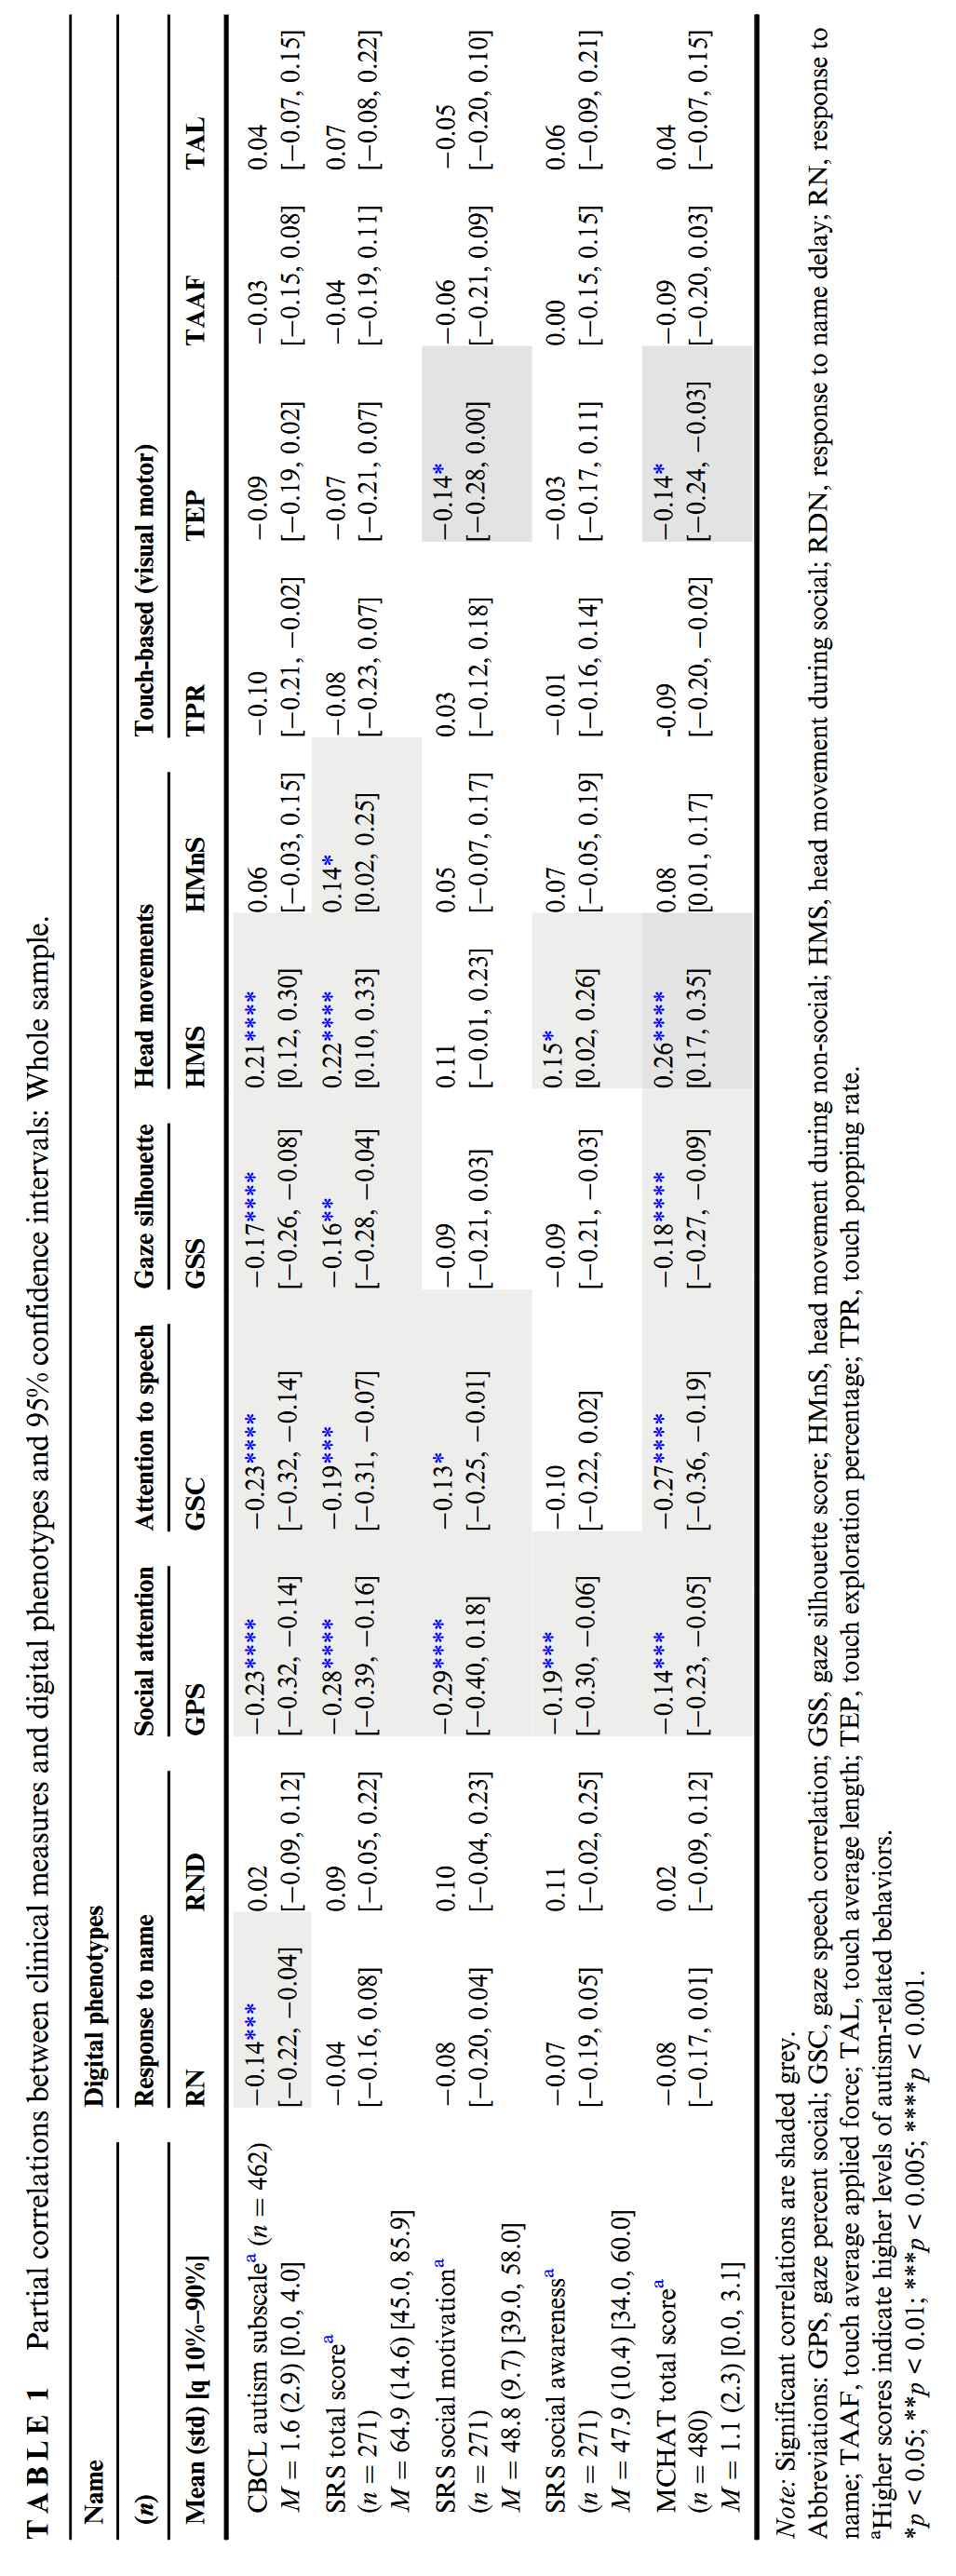 TABLE 1 Partial correlations between clinical measures and digital phenotypes and 95% confidence intervals: Whole sample.
Name Digital phenotypes
(n) Response to name Social attention Attention to speech Gaze silhouette Head movements Touch-based (visual motor)
Mean (std) [q 10%–90%] RN RND GPS GSC GSS HMS HMnS TPR TEP TAAF TAL
CBCL autism subscaleᵃ (n = 462) −0.14*** 0.02 −0.23**** −0.23**** −0.17**** 0.21**** 0.06 −0.10 −0.09 −0.03 0.04
M = 1.6 (2.9) [0.0, 4.0] [−0.22, −0.04] [−0.09, 0.12] [−0.32, −0.14] [−0.32, −0.14] [−0.26, −0.08] [0.12, 0.30] [−0.03, 0.15] [−0.21, −0.02] [−0.19, 0.02] [−0.15, 0.08] [−0.07, 0.15]
SRS total scoreᵃ −0.04 0.09 −0.28**** −0.19*** −0.16** 0.22**** 0.14* −0.08 −0.07 −0.04 0.07
(n = 271) [−0.16, 0.08] [−0.05, 0.22] [−0.39, −0.16] [−0.31, −0.07] [−0.28, −0.04] [0.10, 0.33] [0.02, 0.25] [−0.23, 0.07] [−0.21, 0.07] [−0.19, 0.11] [−0.08, 0.22]
M = 64.9 (14.6) [45.0, 85.9]
SRS social motivationᵃ −0.08 0.10 −0.29**** −0.13* −0.09 0.11 0.05 0.03 −0.14* −0.06 −0.05
(n = 271) [−0.20, 0.04] [−0.04, 0.23] [−0.40, 0.18] [−0.25, −0.01] [−0.21, 0.03] [−0.01, 0.23] [−0.07, 0.17] [−0.12, 0.18] [−0.28, 0.00] [−0.21, 0.09] [−0.20, 0.10]
M = 48.8 (9.7) [39.0, 58.0]
SRS social awarenessᵃ −0.07 0.11 −0.19*** −0.10 −0.09 0.15* 0.07 −0.01 −0.03 0.00 0.06
(n = 271) [−0.19, 0.05] [−0.02, 0.25] [−0.30, −0.06] [−0.22, 0.02] [−0.21, −0.03] [0.02, 0.26] [−0.05, 0.19] [−0.16, 0.14] [−0.17, 0.11] [−0.15, 0.15] [−0.09, 0.21]
M = 47.9 (10.4) [34.0, 60.0]
MCHAT total scoreᵃ −0.08 0.02 −0.14*** −0.27**** −0.18**** 0.26**** 0.08 -0.09 −0.14* −0.09 0.04
(n = 480) [−0.17, 0.01] [−0.09, 0.12] [−0.23, −0.05] [−0.36, −0.19] [−0.27, −0.09] [0.17, 0.35] [0.01, 0.17] [−0.20, −0.02] [−0.24, −0.03] [−0.20, 0.03] [−0.07, 0.15]
M = 1.1 (2.3) [0.0, 3.1]
Note: Significant correlations are shaded grey.
Abbreviations: GPS, gaze percent social; GSC, gaze speech correlation; GSS, gaze silhouette score; HMnS, head movement during non-social; HMS, head movement during social; RDN, response to name delay; RN, response to
name; TAAF, touch average applied force; TAL, touch average length; TEP, touch exploration percentage; TPR, touch popping rate.
ᵃHigher scores indicate higher levels of autism-related behaviors.
*p < 0.05; **p < 0.01; ***p < 0.005; ****p < 0.001.